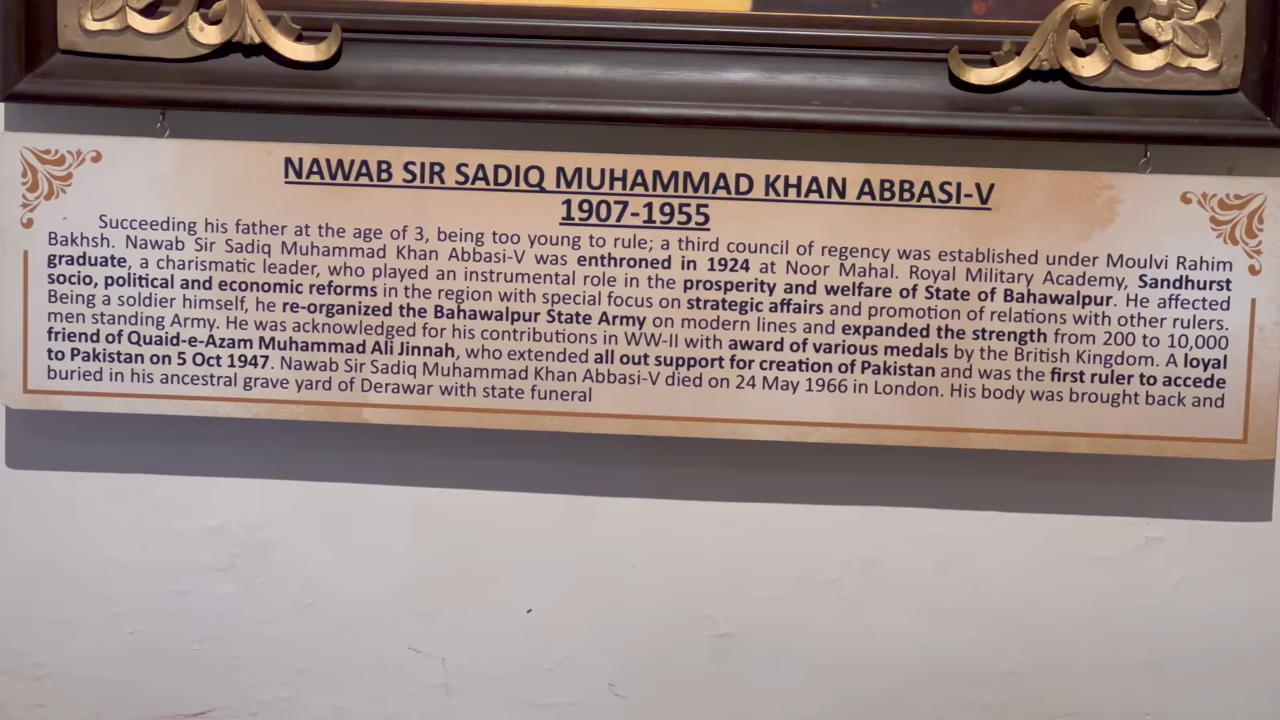 NAWAB SIR SADIQ MUHAMMAD KHAN ABBASI-V
1907-1955
Succeeding his father at the age of 3, being too young to rule; a third council of regency was established under Moulvi Rahim
Bakhsh. Nawab Sir Sadiq Muhammad Khan Abbasi-V was enthroned in 1924 at Noor Mahal. Royal Military Academy, Sandhurst
graduate, a charismatic leader, who played an instrumental role in the prosperity and welfare of State of Bahawalpur. He affected
socio, political and economic reforms in the region with special focus on strategic affairs and promotion of relations with other rulers.
Being a soldier himself, he re-organized the Bahawalpur State Army on modern lines and expanded the strength from 200 to 10,000
men standing Army. He was acknowledged for his contributions in WW-II with award of various medals by the British Kingdom. A loyal
friend of Quaid-e-Azam Muhammad Ali Jinnah, who extended all out support for creation of Pakistan and was the first ruler to accede
to Pakistan on 5 Oct 1947. Nawab Sir Sadiq Muhammad Khan Abbasi-V died on 24 May 1966 in London. His body was brought back and
buried in his ancestral grave yard of Derawar with state funeral